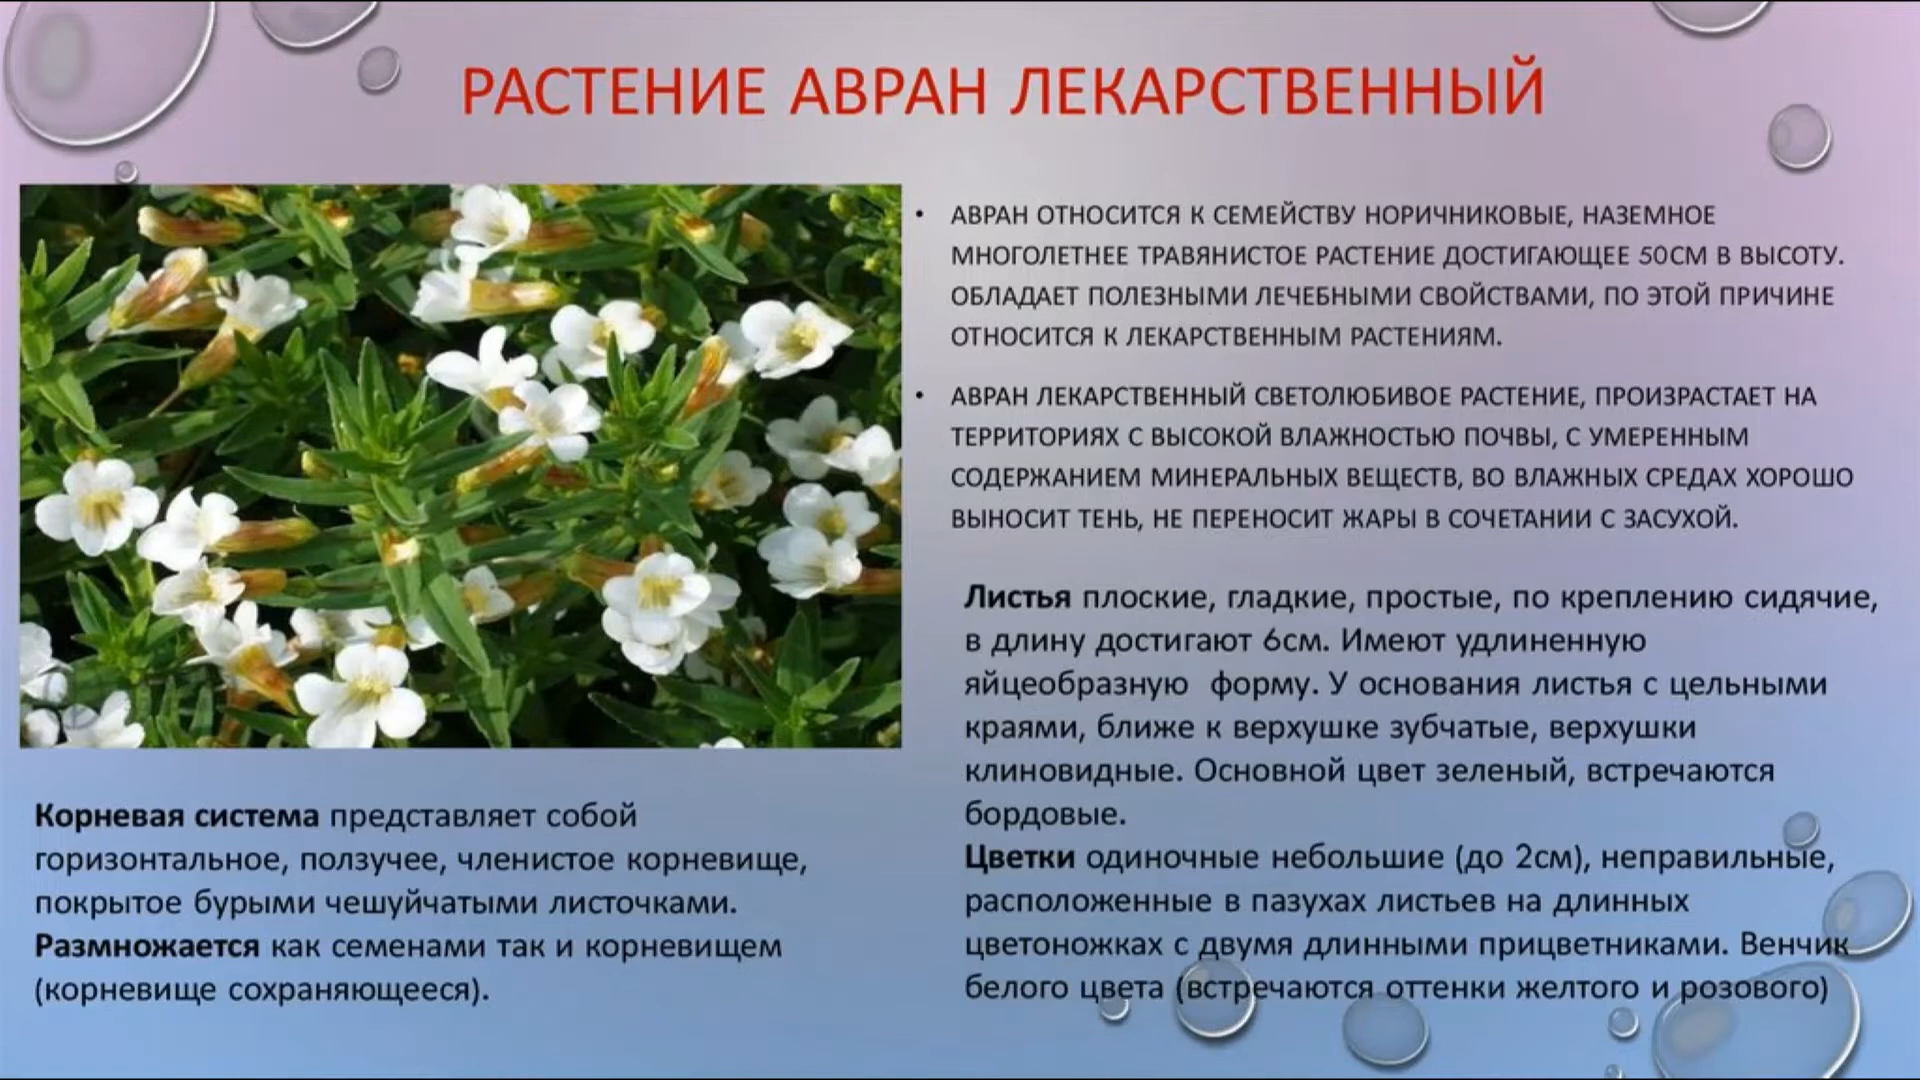 РАСТЕНИЕ АВРАН ЛЕКАРСТВЕННЫЙ
• АВРАН ОТНОСИТСЯ К СЕМЕЙСТВУ НОРИЧНИКОВЫЕ, НАЗЕМНОЕ
МНОГОЛЕТНЕЕ ТРАВЯНИСТОЕ РАСТЕНИЕ ДОСТИГАЮЩЕЕ 50СМ В ВЫСОТУ.
ОБЛАДАЕТ ПОЛЕЗНЫМИ ЛЕЧЕБНЫМИ СВОЙСТВАМИ, ПО ЭТОЙ ПРИЧИНЕ
ОТНОСИТСЯ К ЛЕКАРСТВЕННЫМ РАСТЕНИЯМ.
• АВРАН ЛЕКАРСТВЕННЫЙ СВЕТОЛЮБИВОЕ РАСТЕНИЕ, ПРОИЗРАСТАЕТ НА
ТЕРРИТОРИЯХ С ВЫСОКОЙ ВЛАЖНОСТЬЮ ПОЧВЫ, С УМЕРЕННЫМ
СОДЕРЖАНИЕМ МИНЕРАЛЬНЫХ ВЕЩЕСТВ, ВО ВЛАЖНЫХ СРЕДАХ ХОРОШО
ВЫНОСИТ ТЕНЬ, НЕ ПЕРЕНОСИТ ЖАРЫ В СОЧЕТАНИИ С ЗАСУХОЙ.
Листья плоские, гладкие, простые, по креплению сидячие,
в длину достигают 6см. Имеют удлиненную
яйцеобразную  форму. У основания листья с цельными
краями, ближе к верхушке зубчатые, верхушки
клиновидные. Основной цвет зеленый, встречаются
бордовые.
Цветки одиночные небольшие (до 2см), неправильные,
расположенные в пазухах листьев на длинных
цветоножках с двумя длинными прицветниками. Венчик
белого цвета (встречаются оттенки желтого и розового)
Корневая система представляет собой
горизонтальное, ползучее, членистое корневище,
покрытое бурыми чешуйчатыми листочками.
Размножается как семенами так и корневищем
(корневище сохраняющееся).